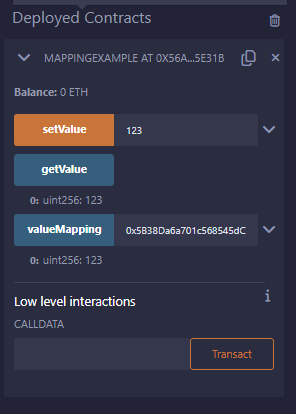 Deployed Contracts
MAPPINGEXAMPLE AT 0X56A...5E31B
Balance: 0 ETH
setValue 123
getValue
0: uint256: 123
valueMapping 0x5B38Da6a701c568545dC
0: uint256: 123
Low level interactions
CALLDATA
Transact